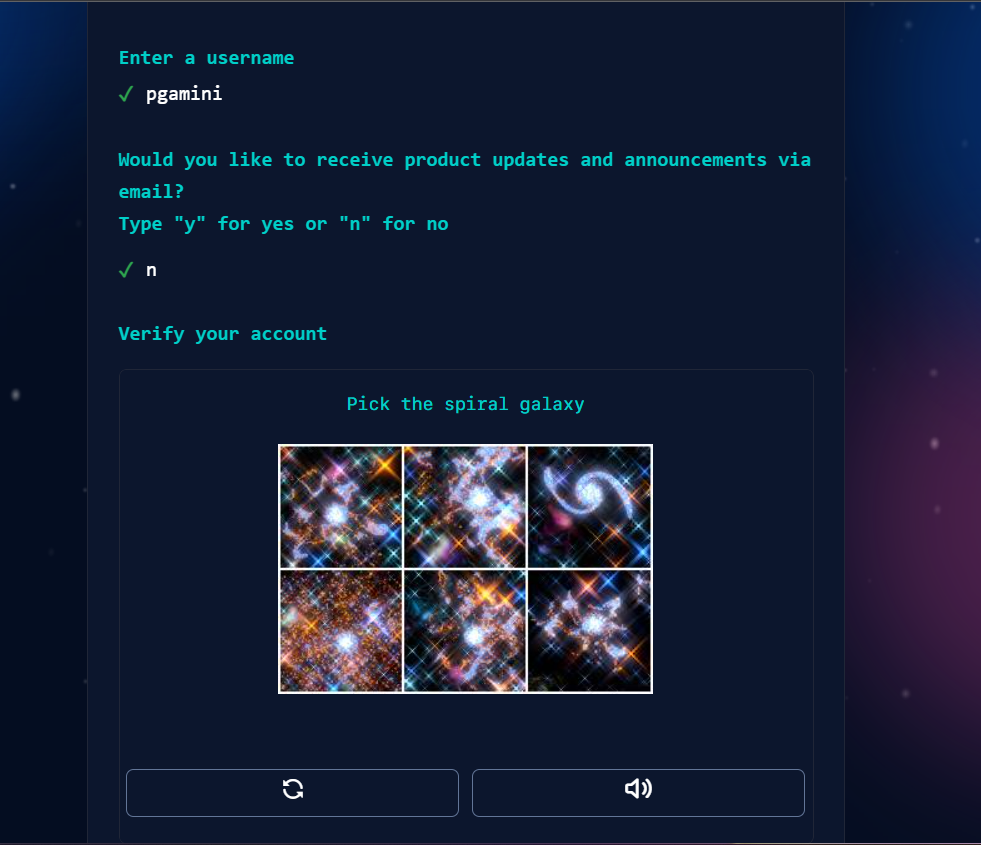 Enter a username
✓ pgamini
Would you like to receive product updates and announcements via
email?
Type "y" for yes or "n" for no
✓ n
Verify your account
Pick the spiral galaxy